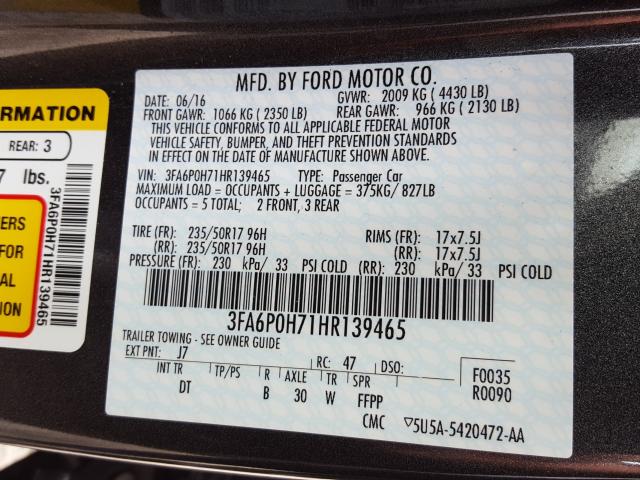 FORMATION
REAR: 3
7 lbs.
3FA6P0H71HR139465
FOR
MFD. BY FORD MOTOR CO.
DATE: 06/16 GVWR: 2009 KG ( 4430 LB)
FRONT GAWR: 1066 KG ( 2350 LB) REAR GAWR: 966 KG ( 2130 LB)
THIS VEHICLE CONFORMS TO ALL APPLICABLE FEDERAL MOTOR
VEHICLE SAFETY, BUMPER, AND THEFT PREVENTION STANDARDS
IN EFFECT ON THE DATE OF MANUFACTURE SHOWN ABOVE.
VIN: 3FA6P0H71HR139465 TYPE: Passenger Car
MAXIMUM LOAD = OCCUPANTS + LUGGAGE = 375KG/ 827LB
OCCUPANTS = 5 TOTAL; 2 FRONT, 3 REAR
TIRE (FR): 235/50R17 96H RIMS (FR): 17x7.5J
(RR): 235/50R17 96H (RR): 17x7.5J
PRESSURE (FR): 230 kPa/ 33 PSI COLD (RR): 230 kPa/ 33 PSI COLD
3FA6P0H71HR139465
TRAILER TOWING - SEE OWNER GUIDE
EXT PNT: J7 RC: 47 DSO:
F0035
R0090
INT TR TP/PS R AXLE TR SPR
DT B 30 W FFPP
CMC ▽5U5A-5420472-AA